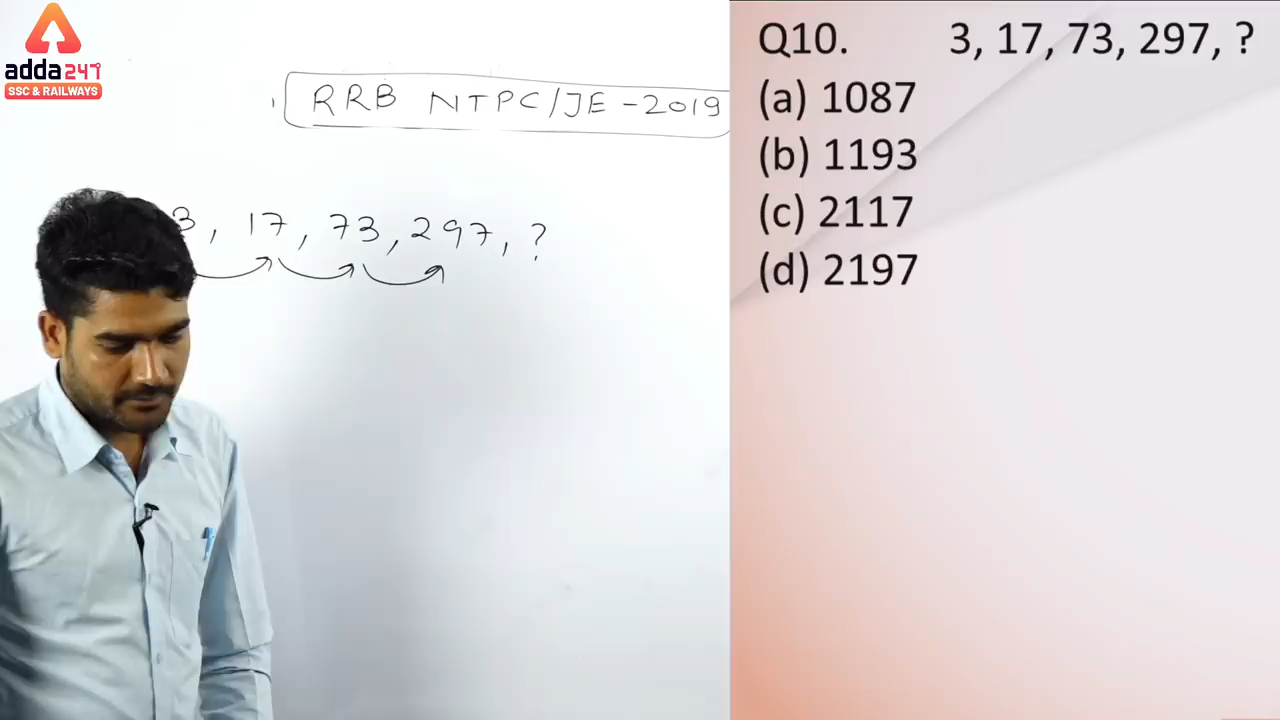 adda247
SSC & RAILWAYS
RRB NTPC/JE-2019
3, 17, 73, 297, ?
Q10. 3, 17, 73, 297, ?
(a) 1087
(b) 1193
(c) 2117
(d) 2197